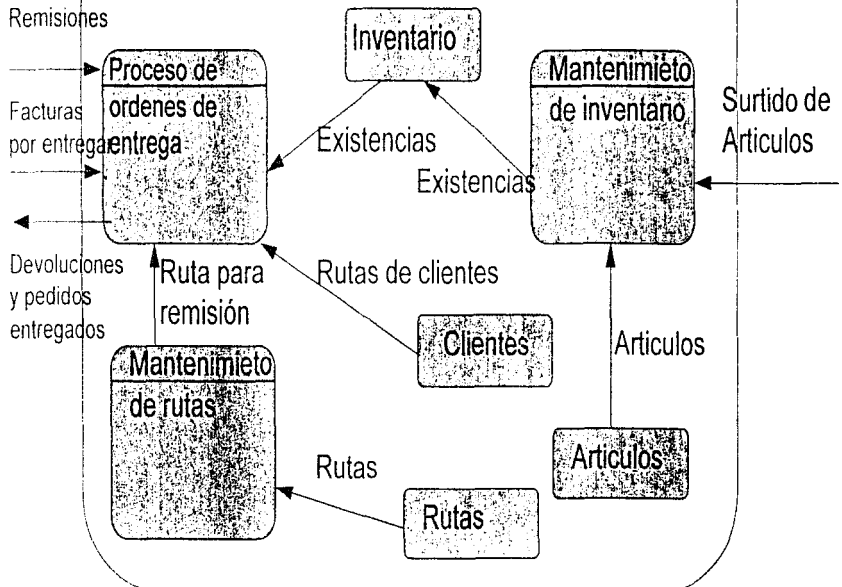 Remisiones
Inventario
Proceso de
ordenes de
entrega
Mantenimieto
de inventario
Surtido de
Articulos
Facturas
por entregar
Existencias
Existencias
Devoluciones
y pedidos
entregados
Ruta para
remisión
Rutas de clientes
Clientes
Articulos
Mantenimieto
de rutas
Articulos
Rutas
Rutas